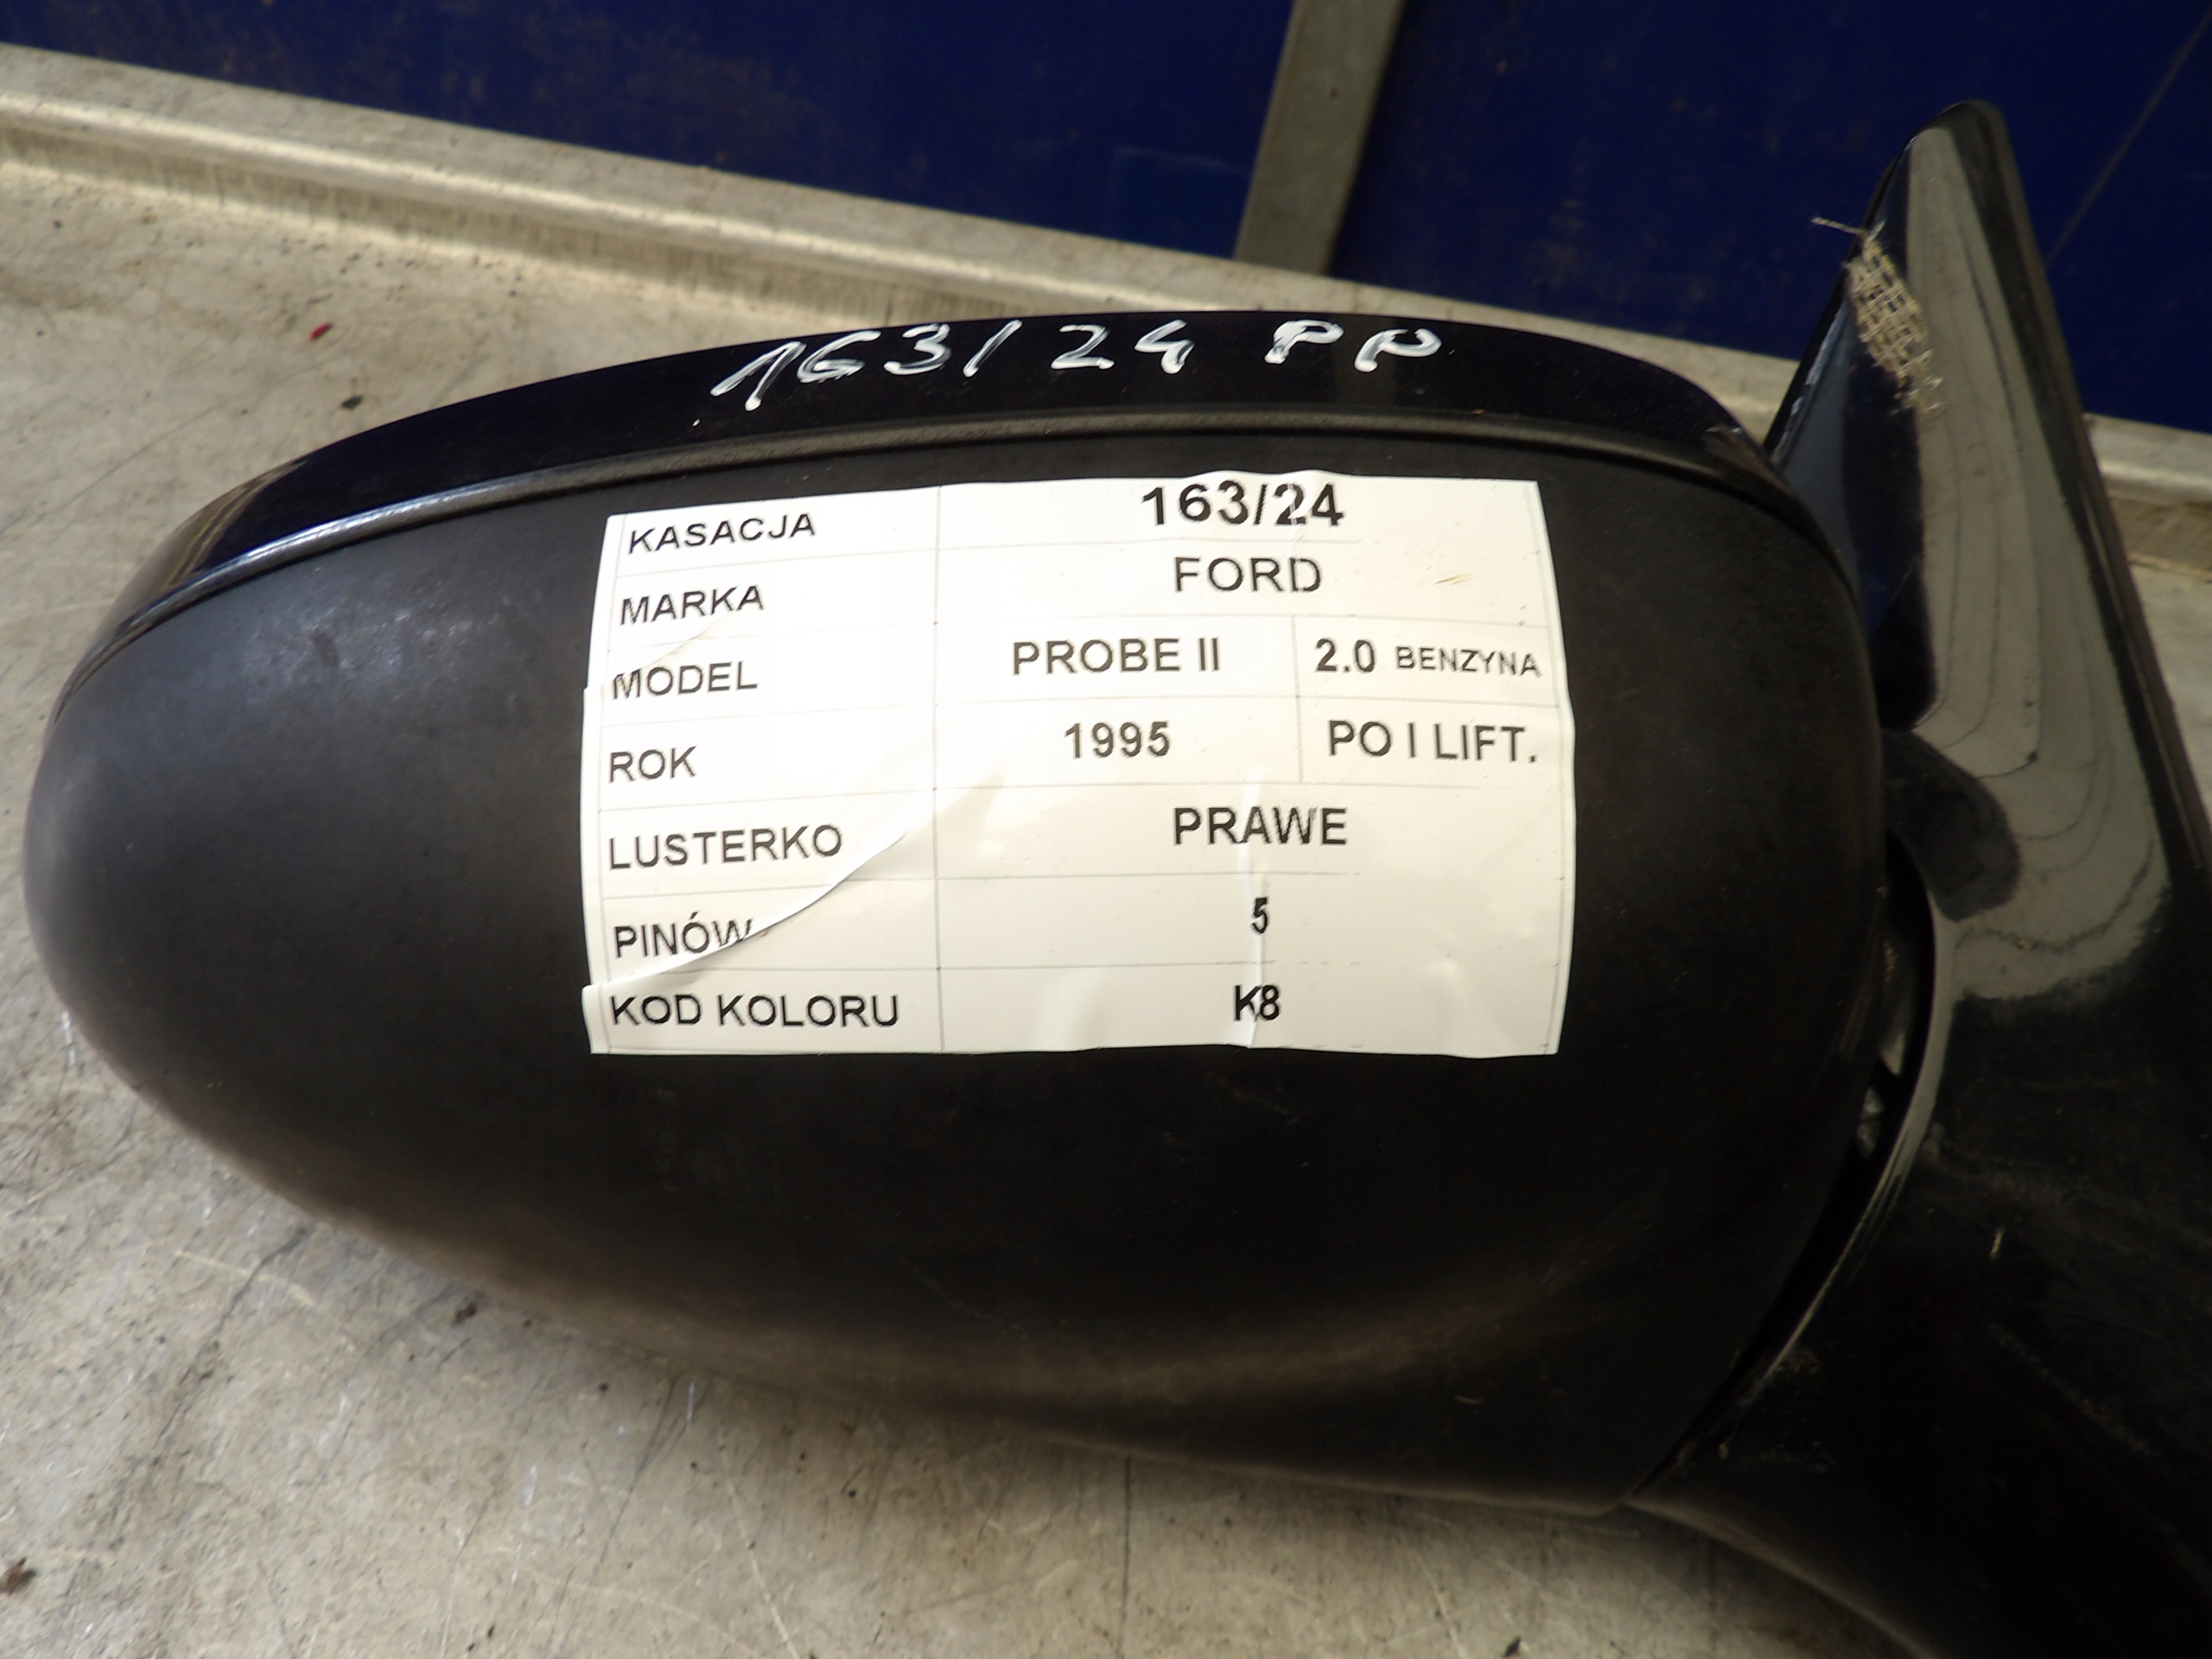 163/24 PP
KASACJA 163/24
MARKA FORD
MODEL PROBE II 2.0 BENZYNA
ROK 1995 PO I LIFT.
LUSTERKO PRAWE
PINÓW 5
KOD KOLORU K8